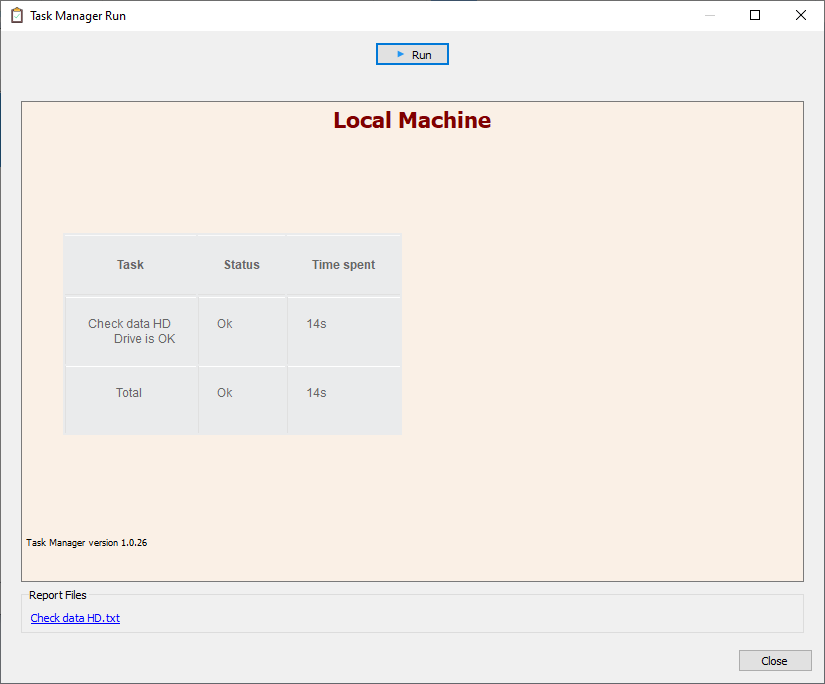 Task Manager Run
Run
Local Machine
Task Status Time spent
Check data HD Ok 14s
Drive is OK
Total Ok 14s
Task Manager version 1.0.26
Report Files
Check data HD.txt
Close